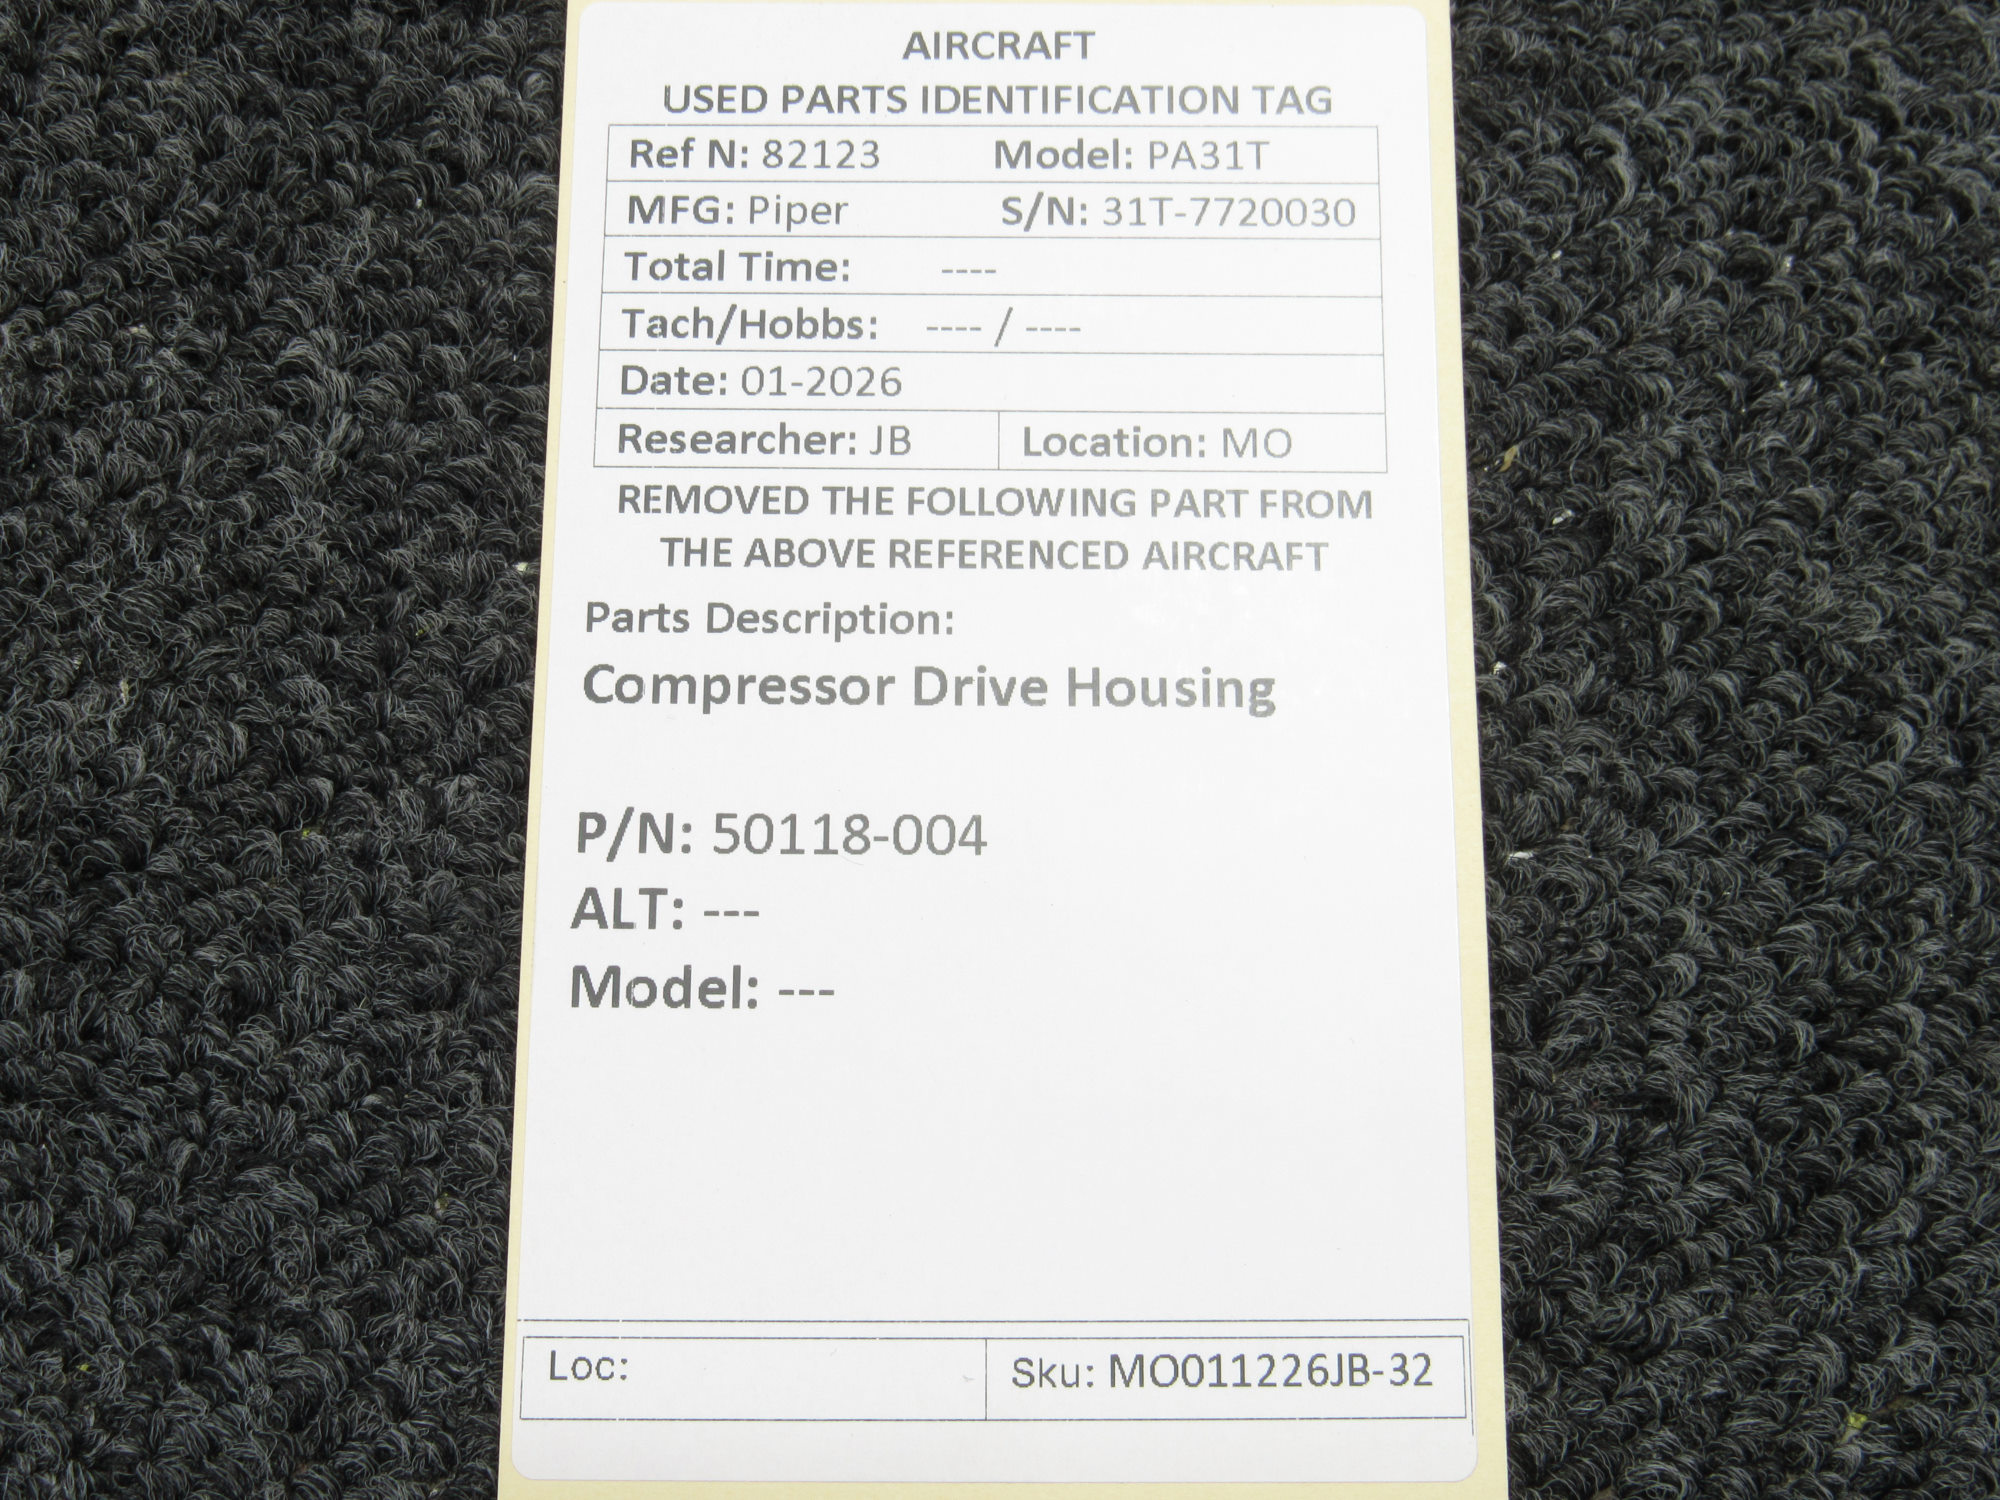 AIRCRAFT
USED PARTS IDENTIFICATION TAG
Ref N: 82123 Model: PA31T
MFG: Piper S/N: 31T-7720030
Total Time: ----
Tach/Hobbs: ---- / ----
Date: 01-2026
Researcher: JB Location: MO
REMOVED THE FOLLOWING PART FROM
THE ABOVE REFERENCED AIRCRAFT
Parts Description:
Compressor Drive Housing
P/N: 50118-004
ALT: ---
Model: ---
Loc: Sku: MO011226JB-32